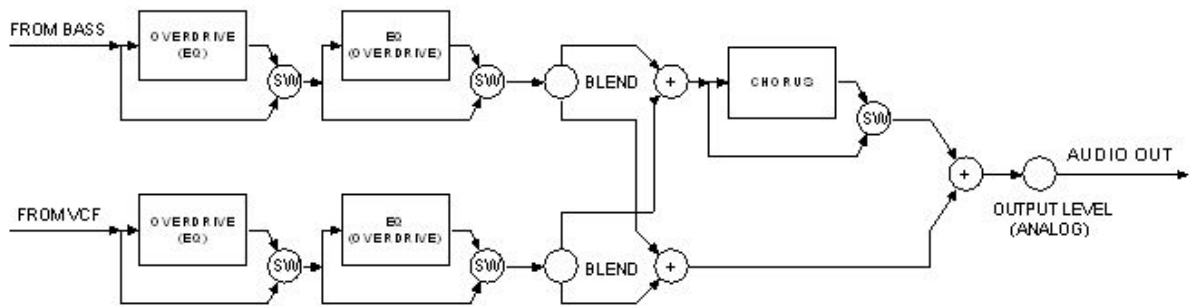 FROM BASS
OVERDRIVE
(EQ)
SW
EQ
(OVERDRIVE)
SW
BLEND
+
CHORUS
SW
+
AUDIO OUT
OUTPUT LEVEL
(ANALOG)
FROM VCF
OVERDRIVE
(EQ)
SW
EQ
(OVERDRIVE)
SW
BLEND
+